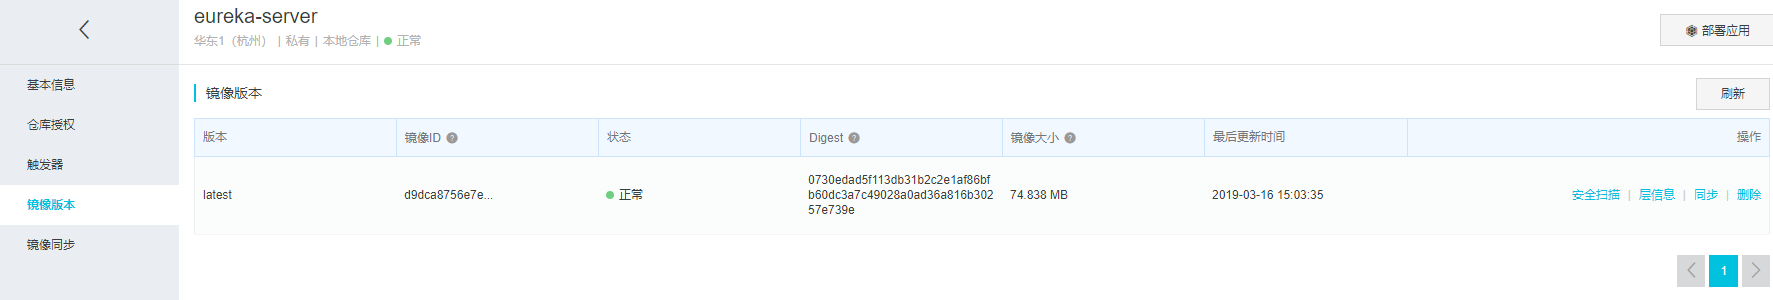 eureka-server
华东1（杭州） | 私有 | 本地仓库 | 正常
部署应用
基本信息
仓库授权
触发器
镜像版本
镜像同步
镜像版本
刷新
版本 镜像ID 状态 Digest 镜像大小 最后更新时间 操作
latest d9dca8756e7e... 正常 0730edad5f113db31b2c2e1af86bf
b60dc3a7c49028a0ad36a816b302
57e739e
74.838 MB 2019-03-16 15:03:35 安全扫描 | 层信息 | 同步 | 删除
1